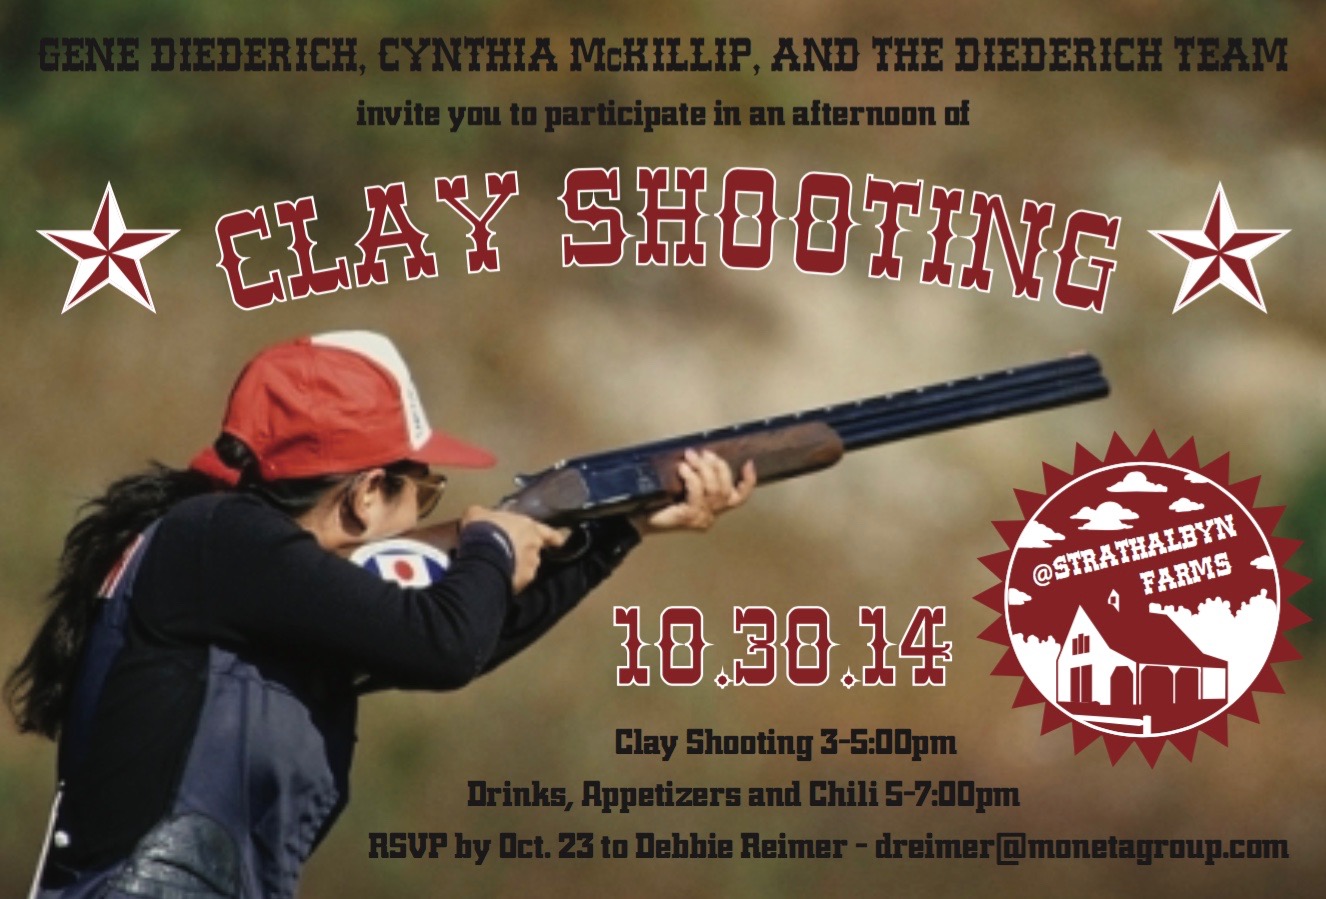 GENE DIEDERICH, CYNTHIA McKILLIP, AND THE DIEDERICH TEAM
invite you to participate in an afternoon of
CLAY SHOOTING
@STRATHALBYN
FARMS
10.30.14
Clay Shooting 3-5:00pm
Drinks, Appetizers and Chili 5-7:00pm
RSVP by Oct. 23 to Debbie Reimer - dreimer@monetagroup.com